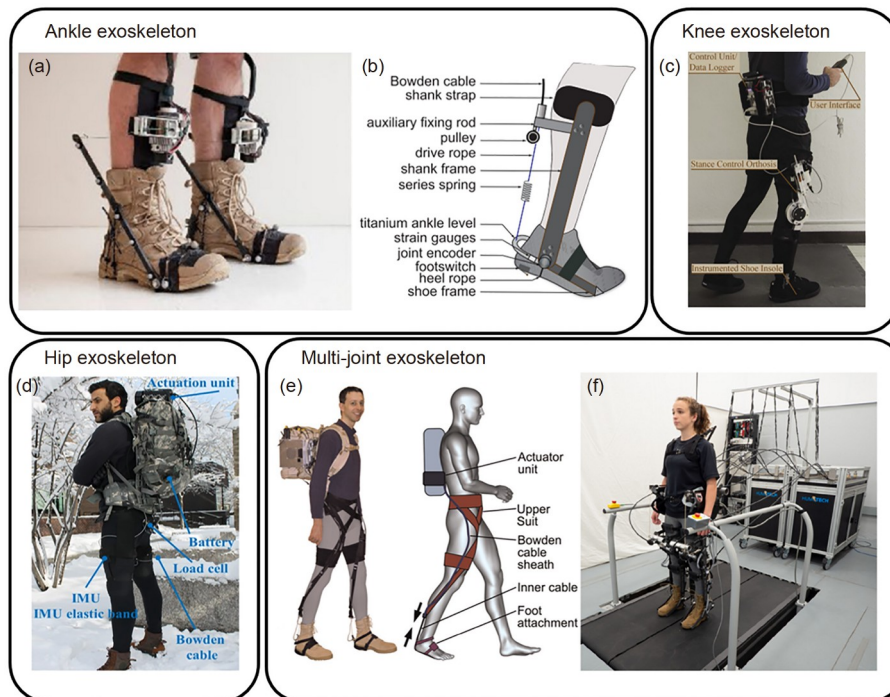 Ankle exoskeleton
(a)
(b)
Bowden cable
shank strap
auxiliary fixing rod
pulley
drive rope
shank frame
series spring
titanium ankle level
strain gauges
joint encoder
footswitch
heel rope
shoe frame
Knee exoskeleton
(c)
Control Unit/
Data Logger
User Interface
Stance Control Orthosis
Instrumented Shoe Insole
Hip exoskeleton
(d)
Actuation unit
Battery
Load cell
IMU
IMU elastic band
Bowden
cable
Multi-joint exoskeleton
(e)
Actuator
unit
Upper
Suit
Bowden
cable
sheath
Inner cable
Foot
attachment
(f)